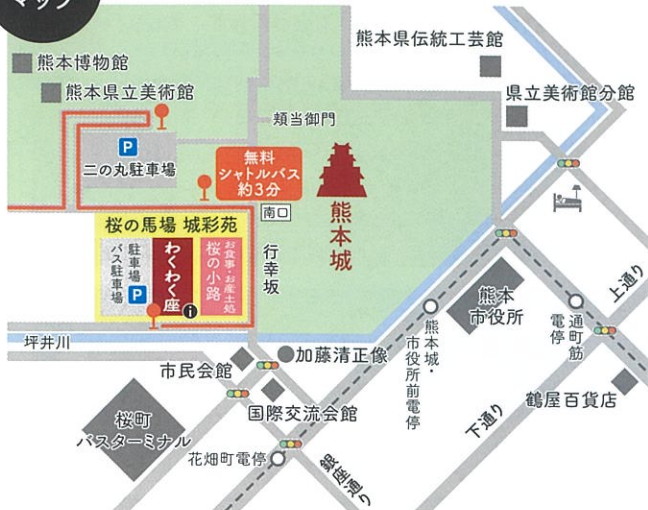 マップ
熊本博物館
熊本県立美術館
熊本県伝統工芸館
県立美術館分館
頬当御門
P
二の丸駐車場
無料
シャトルバス
約3分
南口
熊本城
桜の馬場 城彩苑
駐車場
バス駐車場
P
わくわく座
i
お食事・お土産処
桜の小路
行幸坂
坪井川
市民会館
加藤清正像
国際交流会館
桜町
バスターミナル
花畑町電停
銀座通り
熊本城・
市役所前電停
熊本
市役所
通町筋
電停
上通り
下通り
鶴屋百貨店